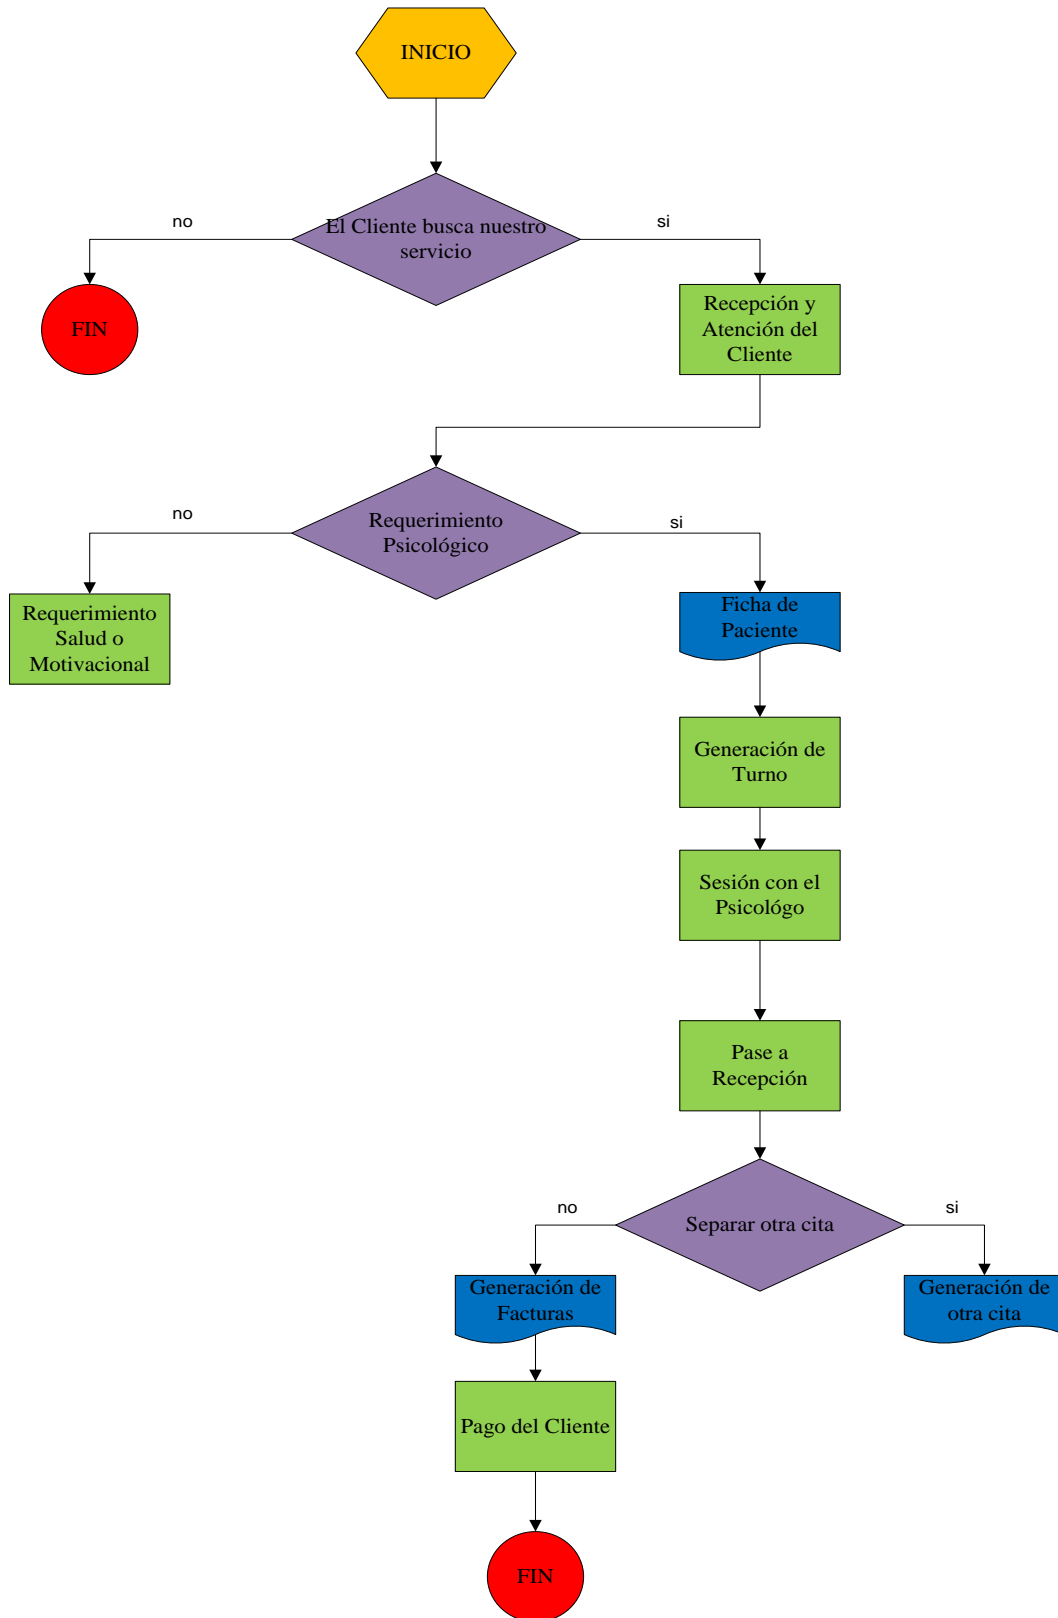 INICIO
no
si
El Cliente busca nuestro
servicio
FIN
Recepción y
Atención del
Cliente
no
si
Requerimiento
Psicológico
Requerimiento
Salud o
Motivacional
Ficha de
Paciente
Generación de
Turno
Sesión con el
Psicológo
Pase a
Recepción
no
si
Separar otra cita
Generación de
Facturas
Generación de
otra cita
Pago del Cliente
FIN